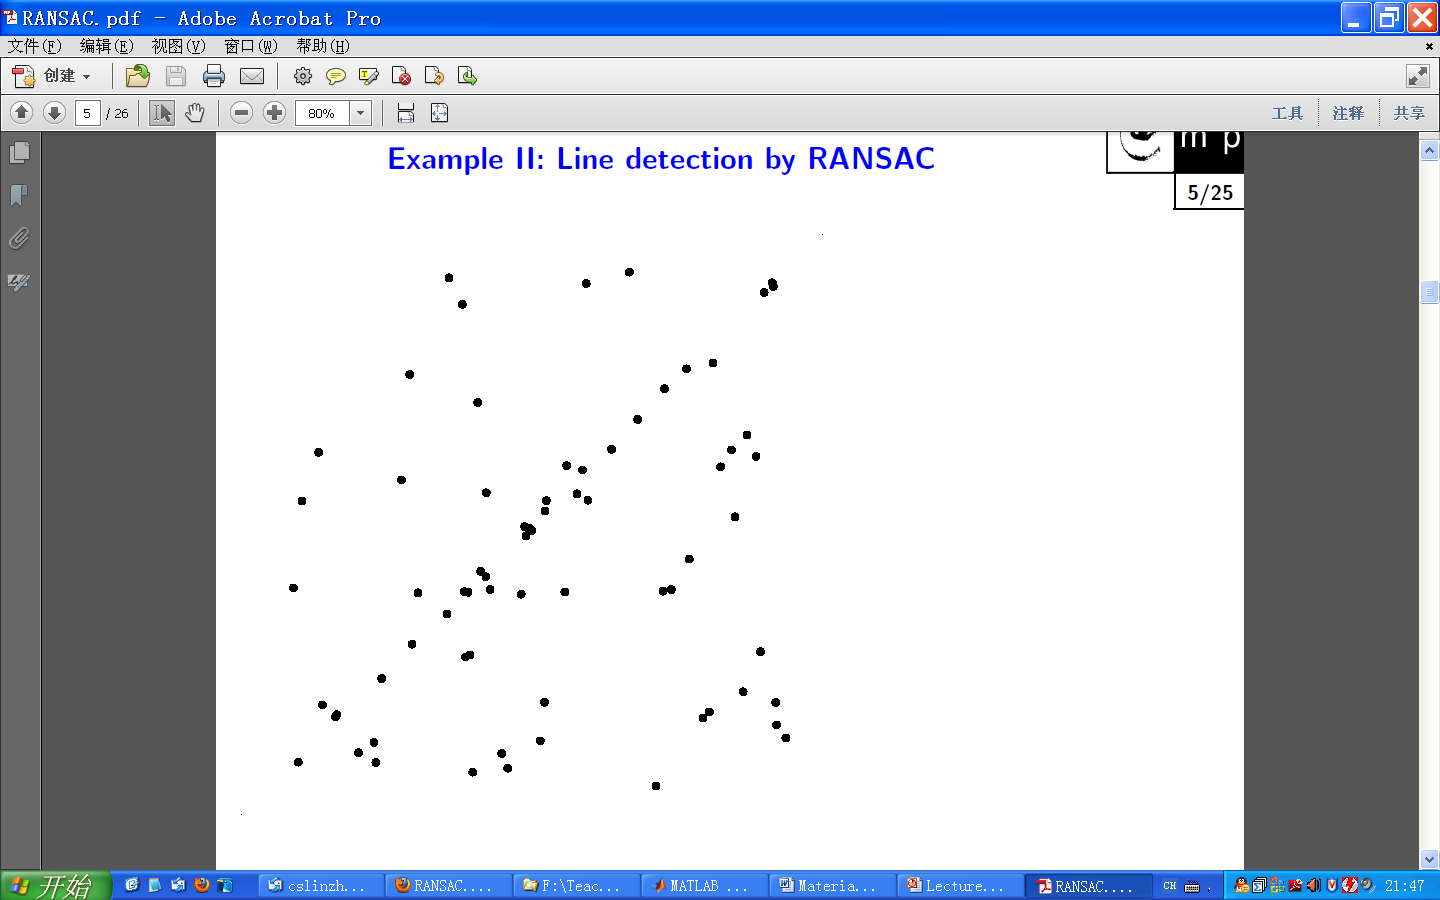 RANSAC.pdf - Adobe Acrobat Pro
文件(F) 编辑(E) 视图(V) 窗口(W) 帮助(H)
创建
5 / 26 80% 工具 注释 共享
Example II: Line detection by RANSAC
m p
5/25
开始 cslinzh... RANSAC.... F:\Teac... MATLAB ... Materia... Lecture... RANSAC.... CH 21:47